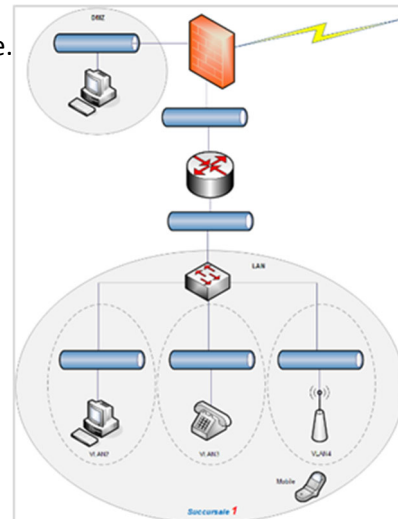 DMZ
e.
LAN
VLAN2
VLAN3
VLAN4
Mobile
Succursale 1